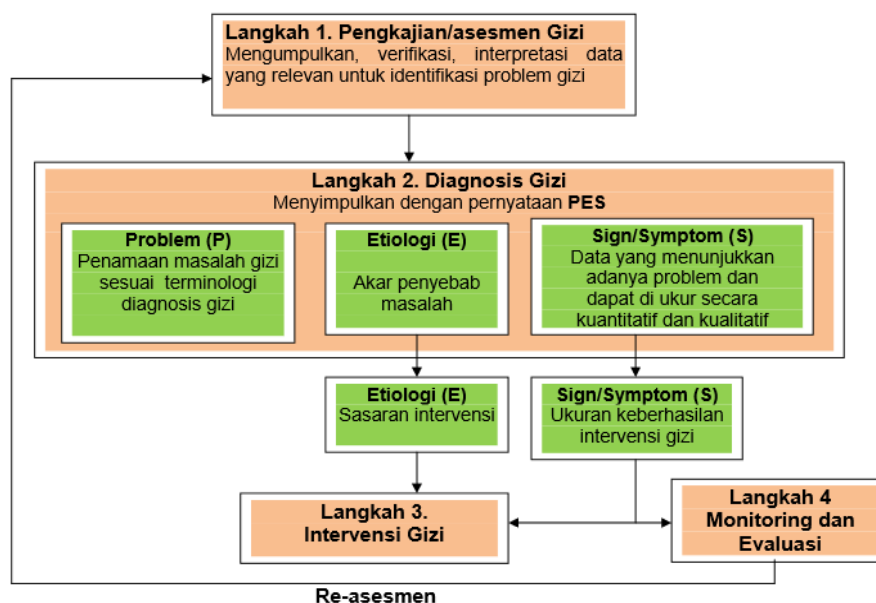 Langkah 1. Pengkajian/asesmen Gizi
Mengumpulkan, verifikasi, interpretasi data
yang relevan untuk identifikasi problem gizi
Langkah 2. Diagnosis Gizi
Menyimpulkan dengan pernyataan PES
Problem (P)
Penamaan masalah gizi
sesuai terminologi
diagnosis gizi
Etiologi (E)
Akar penyebab
masalah
Sign/Symptom (S)
Data yang menunjukkan
adanya problem dan
dapat di ukur secara
kuantitatif dan kualitatif
Etiologi (E)
Sasaran intervensi
Sign/Symptom (S)
Ukuran keberhasilan
intervensi gizi
Langkah 3.
Intervensi Gizi
Langkah 4
Monitoring dan
Evaluasi
Re-asesmen